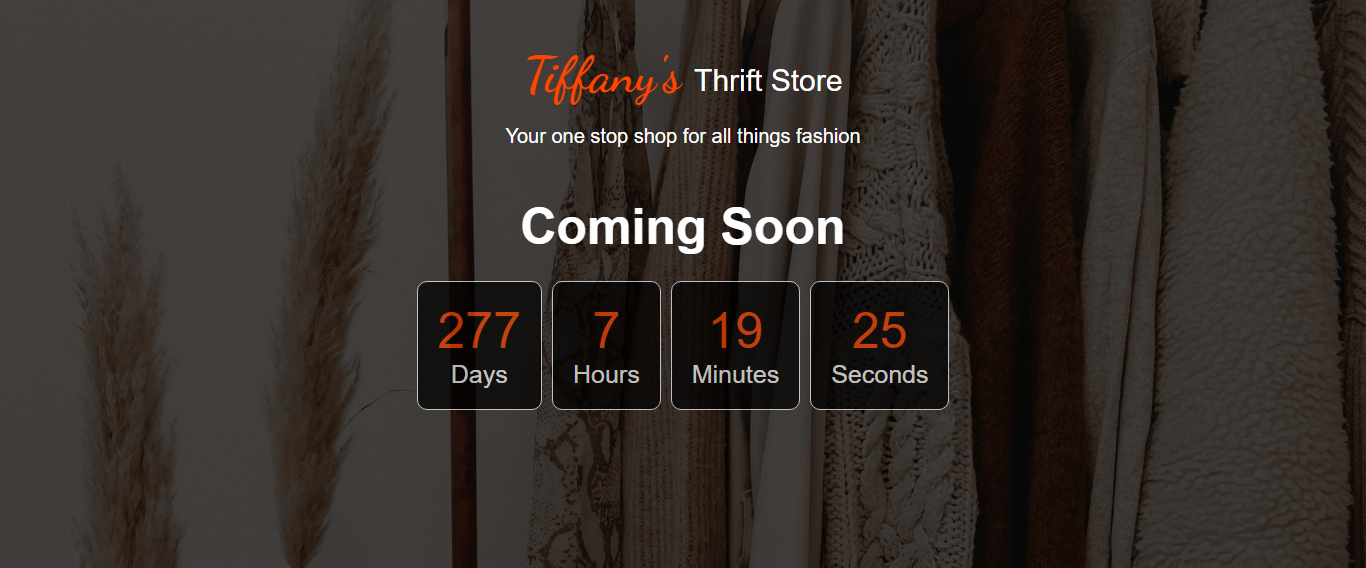 Tiffany's Thrift Store
Your one stop shop for all things fashion
Coming Soon
277 7 19 25
Days Hours Minutes Seconds